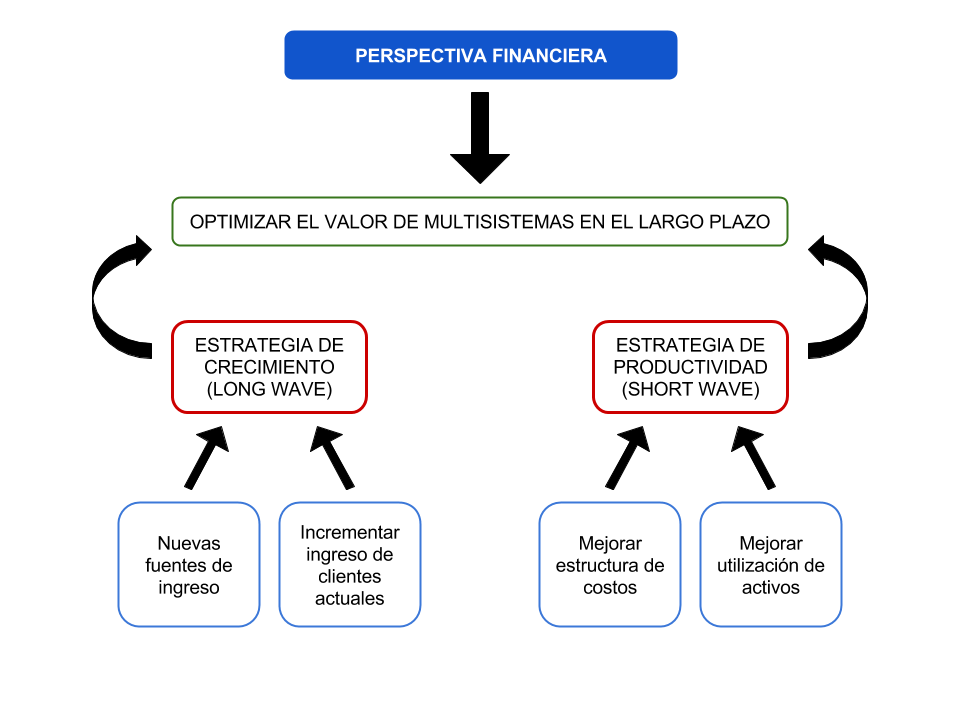 PERSPECTIVA FINANCIERA
OPTIMIZAR EL VALOR DE MULTISISTEMAS EN EL LARGO PLAZO
ESTRATEGIA DE
CRECIMIENTO
(LONG WAVE)
ESTRATEGIA DE
PRODUCTIVIDAD
(SHORT WAVE)
Nuevas
fuentes de
ingreso
Incrementar
ingreso de
clientes
actuales
Mejorar
estructura de
costos
Mejorar
utilización de
activos